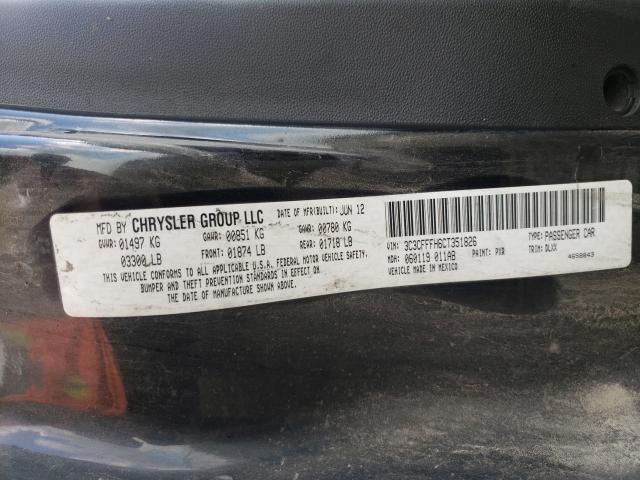 MFD BY CHRYSLER GROUP LLC
DATE OF MFR(BUILT): JUN 12
GVWR: 01497 KG
GAWR: 00851 KG
GAWR: 00780 KG
03300 LB
FRONT: 01874 LB
REAR: 01718 LB
THIS VEHICLE CONFORMS TO ALL APPLICABLE U.S.A. FEDERAL MOTOR VEHICLE SAFETY,
BUMPER AND THEFT PREVENTION STANDARDS IN EFFECT ON
THE DATE OF MANUFACTURE SHOWN ABOVE.
VIN: 3C3CFFFH6CT351826
TYPE: PASSENGER CAR
MDH: 060119 011AB
PAINT: PXR
TRIM: DLXX
VEHICLE MADE IN MEXICO
4658843